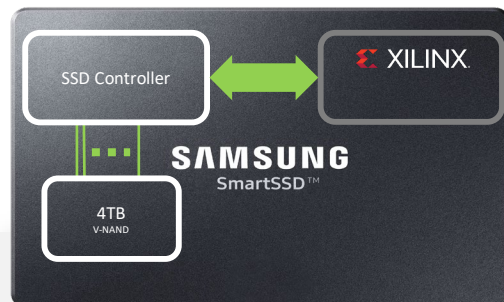 SSD Controller
XILINX.
SAMSUNG
SmartSSD™
4TB
V-NAND